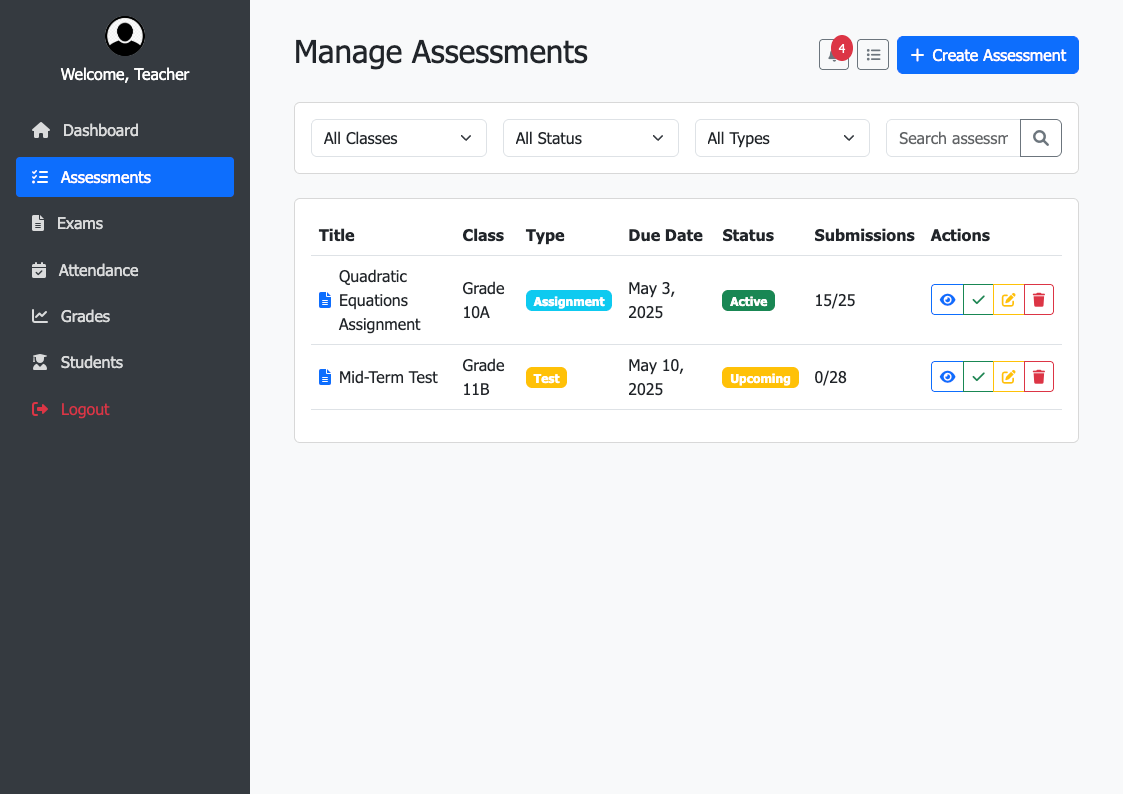 Welcome, Teacher
Dashboard
Assessments
Exams
Attendance
Grades
Students
Logout
Manage Assessments
4
Create Assessment
All Classes
All Status
All Types
Search assessm
Title Class Type Due Date Status Submissions Actions
Quadratic
Equations
Assignment
Grade
10A
Assignment
May 3,
2025
Active
15/25
Mid-Term Test
Grade
11B
Test
May 10,
2025
Upcoming
0/28